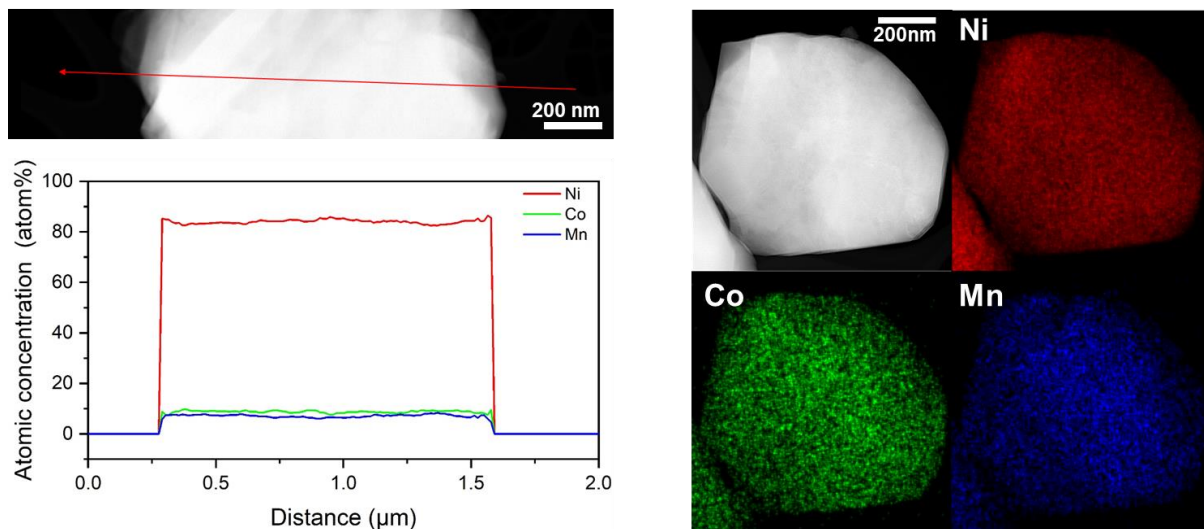 200 nm
Atomic concentration (atom%)
100
80
60
40
20
0
Ni
Co
Mn
0.0
0.5
1.0
1.5
2.0
Distance (µm)
200nm
Ni
Co
Mn